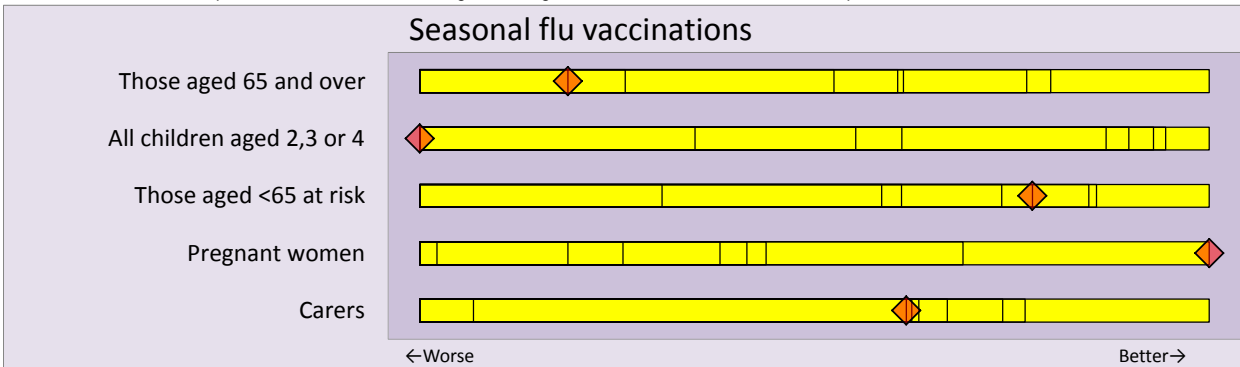 Seasonal flu vaccinations
Those aged 65 and over
All children aged 2,3 or 4
Those aged <65 at risk
Pregnant women
Carers
←Worse Better→